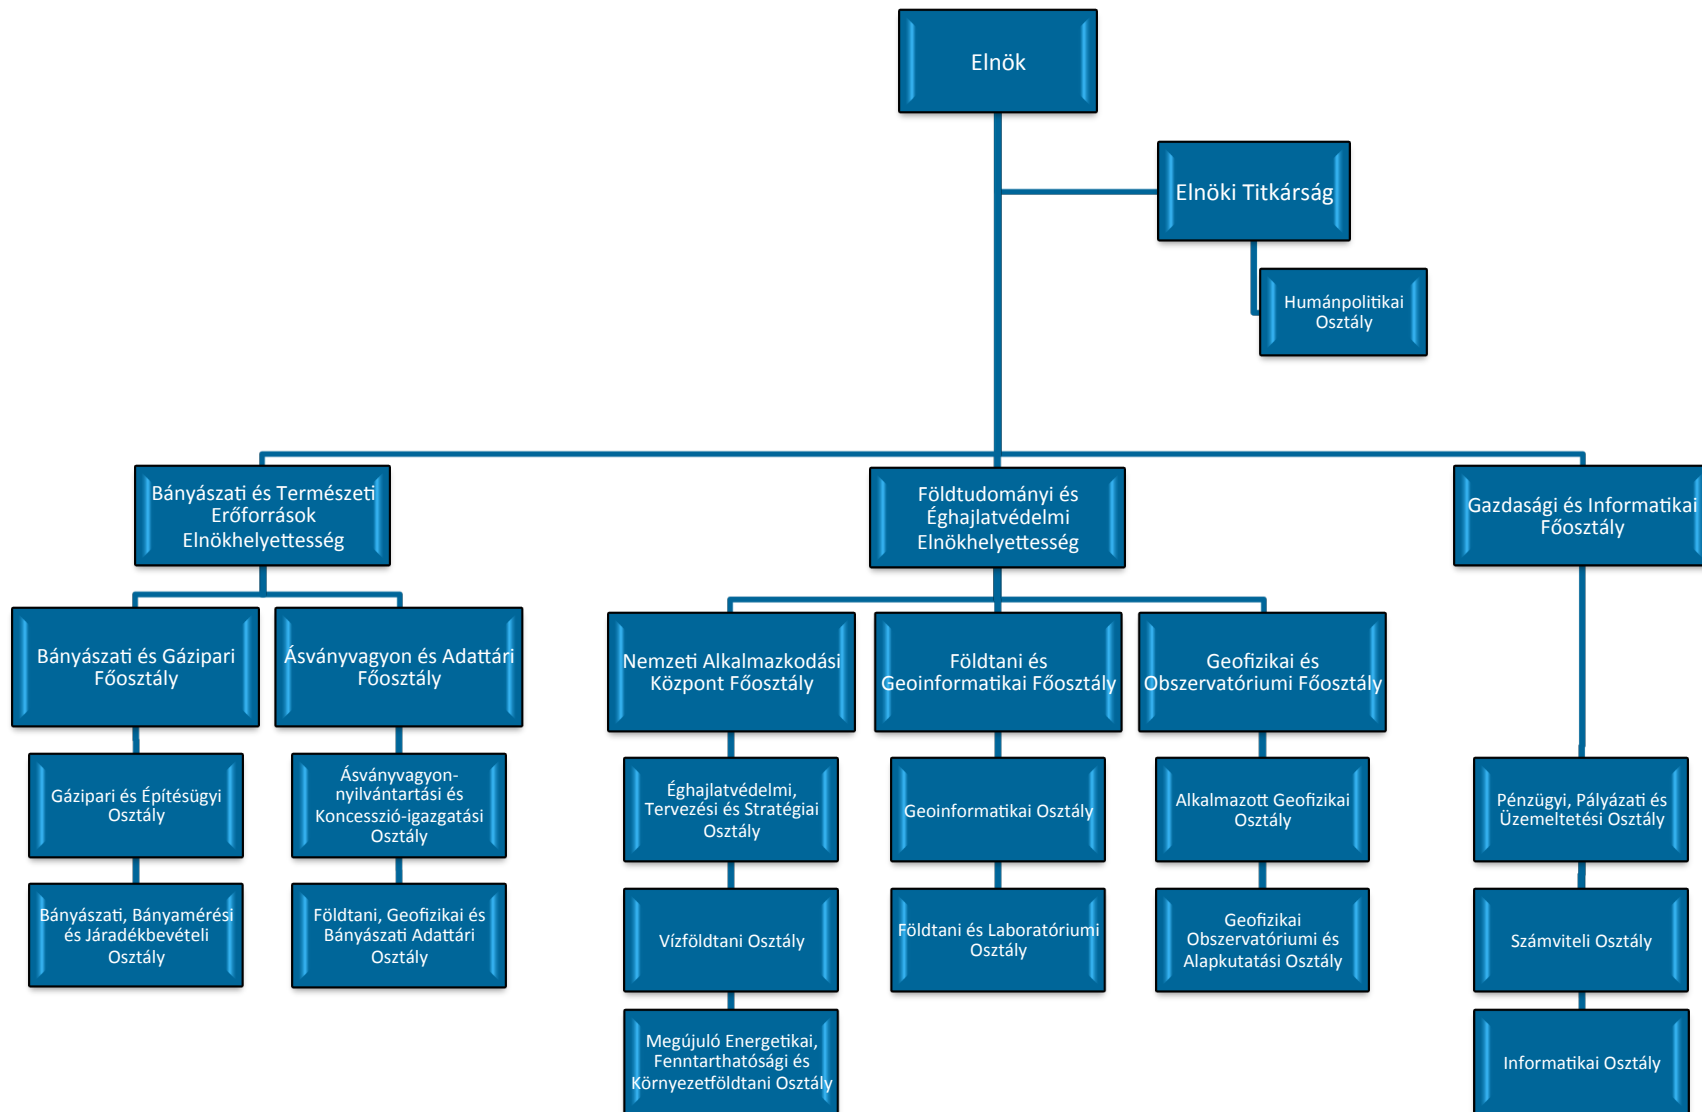 Elnök
Elnöki Titkárság
Humánpolitikai
Osztály
Bányászati és Természeti
Erőforrások
Elnökhelyettesség
Földtudományi és
Éghajlatvédelmi
Elnökhelyettesség
Gazdasági és Informatikai
Főosztály
Bányászati és Gázipari
Főosztály
Ásványvagyon és Adattári
Főosztály
Nemzeti Alkalmazkodási
Központ Főosztály
Földtani és
Geoinformatikai Főosztály
Geofizikai és
Obszervatóriumi Főosztály
Gázipari és Építésügyi
Osztály
Ásványvagyon-
nyilvántartási és
Koncesszió-igazgatási
Osztály
Éghajlatvédelmi,
Tervezési és Stratégiai
Osztály
Geoinformatikai Osztály
Alkalmazott Geofizikai
Osztály
Pénzügyi, Pályázati és
Üzemeltetési Osztály
Bányászati, Bányamérési
és Járadékbevételi
Osztály
Földtani, Geofizikai és
Bányászati Adattári
Osztály
Vízföldtani Osztály
Földtani és Laboratóriumi
Osztály
Geofizikai
Obszervatóriumi és
Alapkutatási Osztály
Számviteli Osztály
Megújuló Energetikai,
Fenntarthatósági és
Környezetföldtani Osztály
Informatikai Osztály